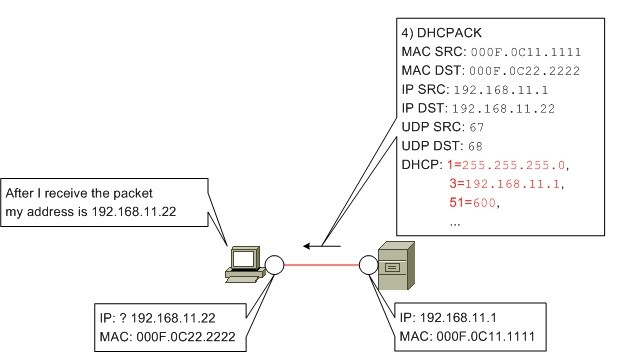 4) DHCPACK
MAC SRC: 000F.0C11.1111
MAC DST: 000F.0C22.2222
IP SRC: 192.168.11.1
IP DST: 192.168.11.22
UDP SRC: 67
UDP DST: 68
DHCP: 1=255.255.255.0,
3=192.168.11.1,
51=600,
...
After I receive the packet
my address is 192.168.11.22
IP: ? 192.168.11.22
MAC: 000F.0C22.2222
IP: 192.168.11.1
MAC: 000F.0C11.1111